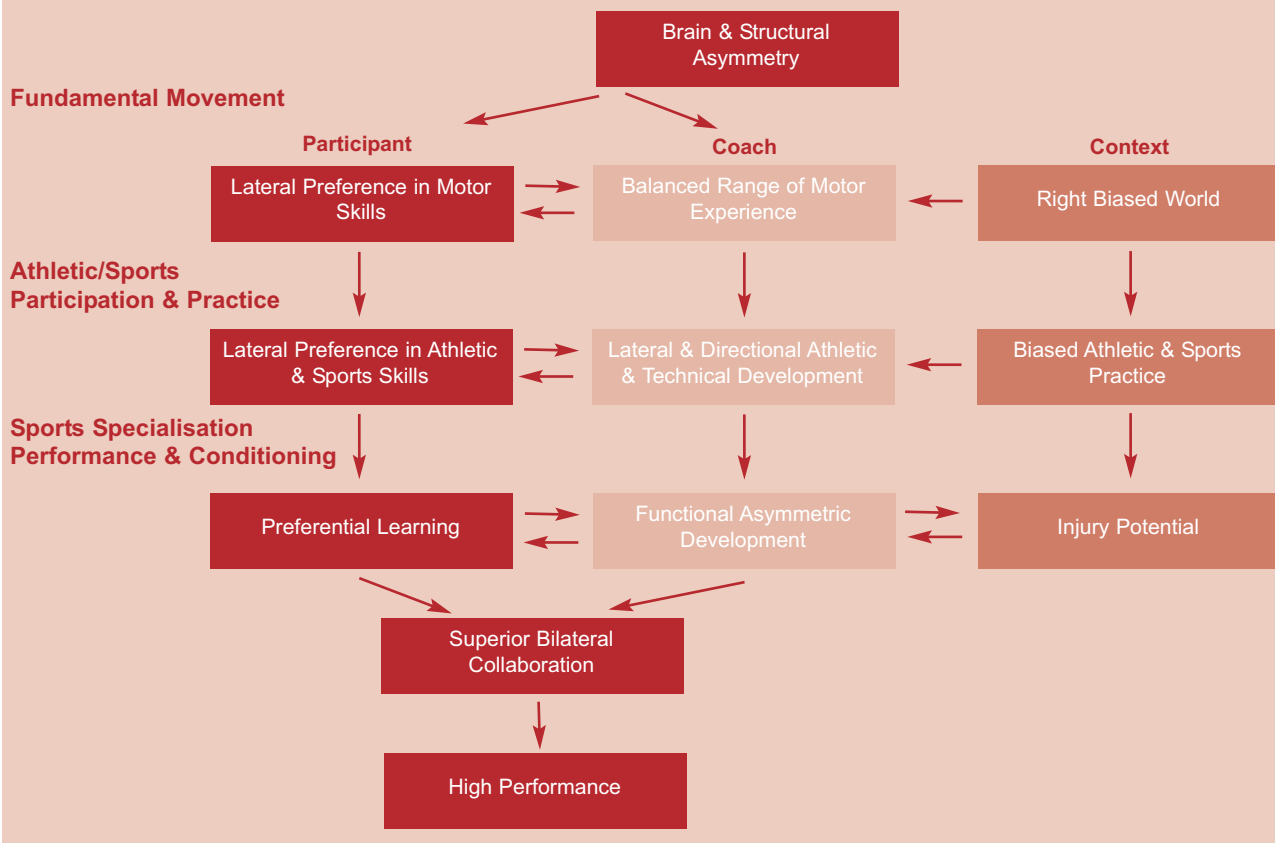 Brain & Structural
Asymmetry
Fundamental Movement
Participant
Coach
Context
Lateral Preference in Motor
Skills
Balanced Range of Motor
Experience
Right Biased World
Athletic/Sports
Participation & Practice
Lateral Preference in Athletic
& Sports Skills
Lateral & Directional Athletic
& Technical Development
Biased Athletic & Sports
Practice
Sports Specialisation
Performance & Conditioning
Preferential Learning
Functional Asymmetric
Development
Injury Potential
Superior Bilateral
Collaboration
High Performance